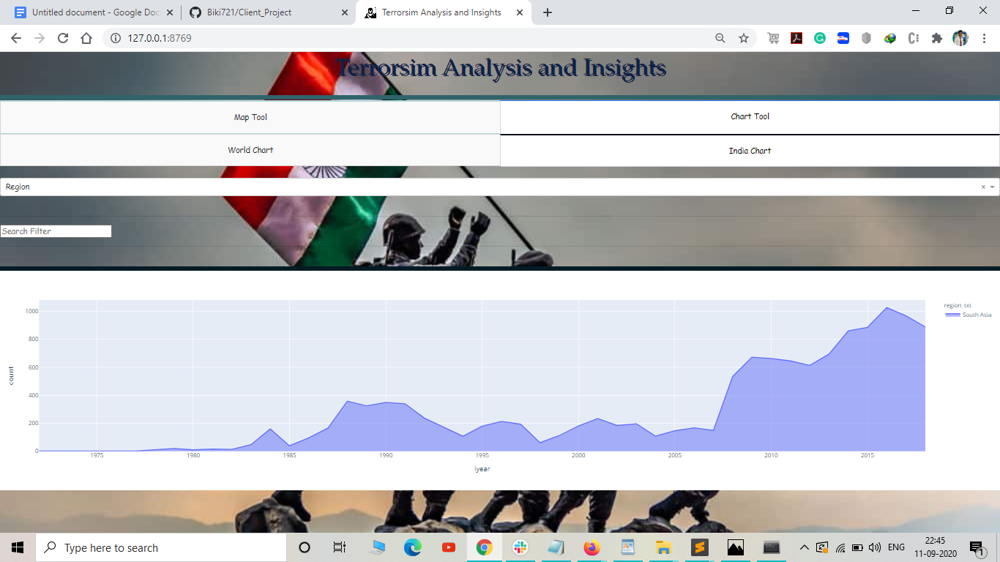 Untitled document - Google Doc
Biki721/Client_Project
Terrorsim Analysis and Insights
127.0.0.1:8769
Terrorsim Analysis and Insights
Map Tool
Chart Tool
World Chart
India Chart
Region
Search Filter
region_txt
South Asia
1000
800
600
400
200
0
count
1975
1980
1985
1990
1995
2000
2005
2010
2015
iyear
Type here to search
ENG
22:45
11-09-2020
1